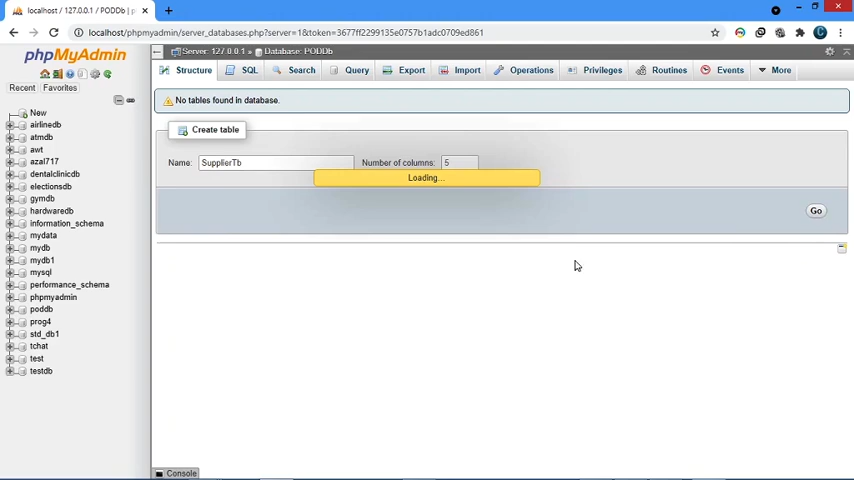 localhost / 127.0.0.1 / PODDb | p
localhost/phpmyadmin/server_databases.php?server=1&token=3677ff2299135e0757b1adc0709ed861
phpMyAdmin
Recent Favorites
New
airlinedb
atmdb
awt
azal717
dentalclinicdb
electionsdb
gymdb
hardwaredb
information_schema
mydata
mydb
mydb1
mysql
performance_schema
phpmyadmin
poddb
prog4
std_db1
tchat
test
testdb
Server: 127.0.0.1 » Database: PODDb
Structure SQL Search Query Export Import Operations Privileges Routines Events More
No tables found in database.
Create table
Name: SupplierTb Number of columns: 5
Loading...
Go
Console